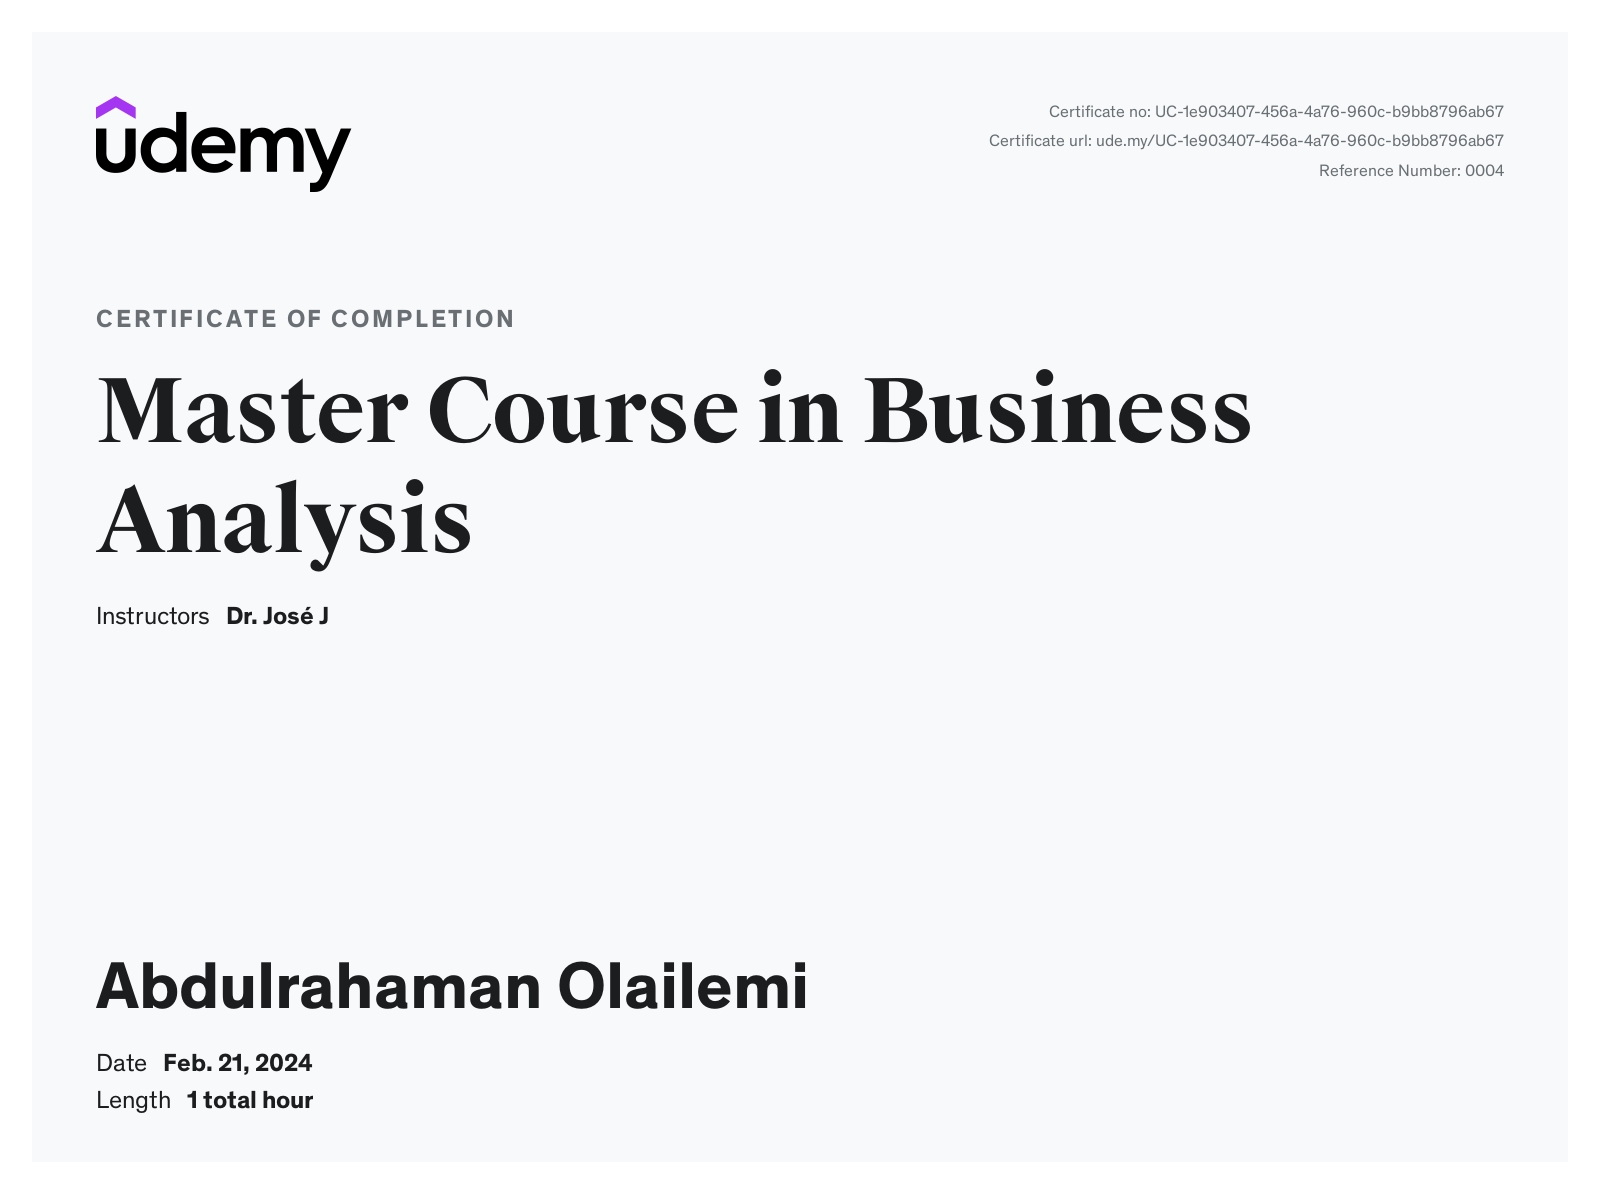 udemy
Certificate no: UC-1e903407-456a-4a76-960c-b9bb8796ab67
Certificate url: ude.my/UC-1e903407-456a-4a76-960c-b9bb8796ab67
Reference Number: 0004
CERTIFICATE OF COMPLETION
Master Course in Business
Analysis
Instructors Dr. José J
Abdulrahaman Olailemi
Date Feb. 21, 2024
Length 1 total hour